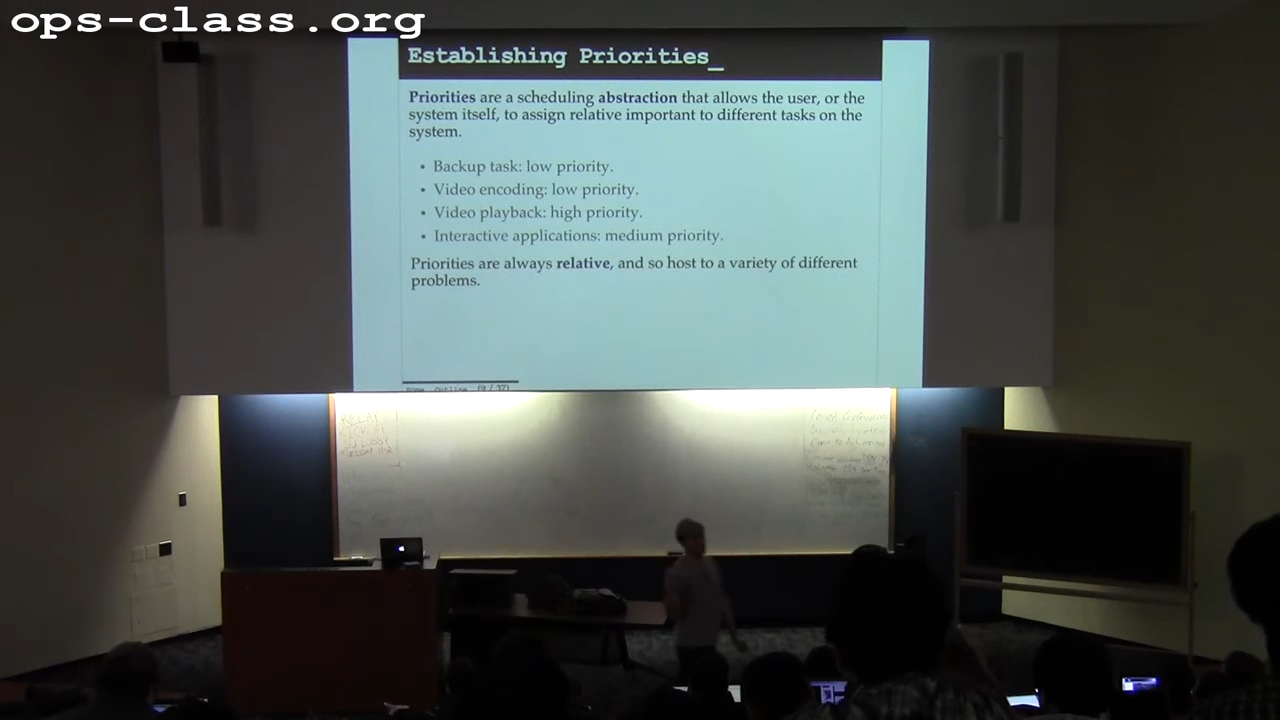 ops-class.org
Establishing Priorities_
Priorities are a scheduling abstraction that allows the user, or the
system itself, to assign relative important to different tasks on the
system.
• Backup task: low priority.
• Video encoding: low priority.
• Video playback: high priority.
• Interactive applications: medium priority.
Priorities are always relative, and so host to a variety of different
problems.